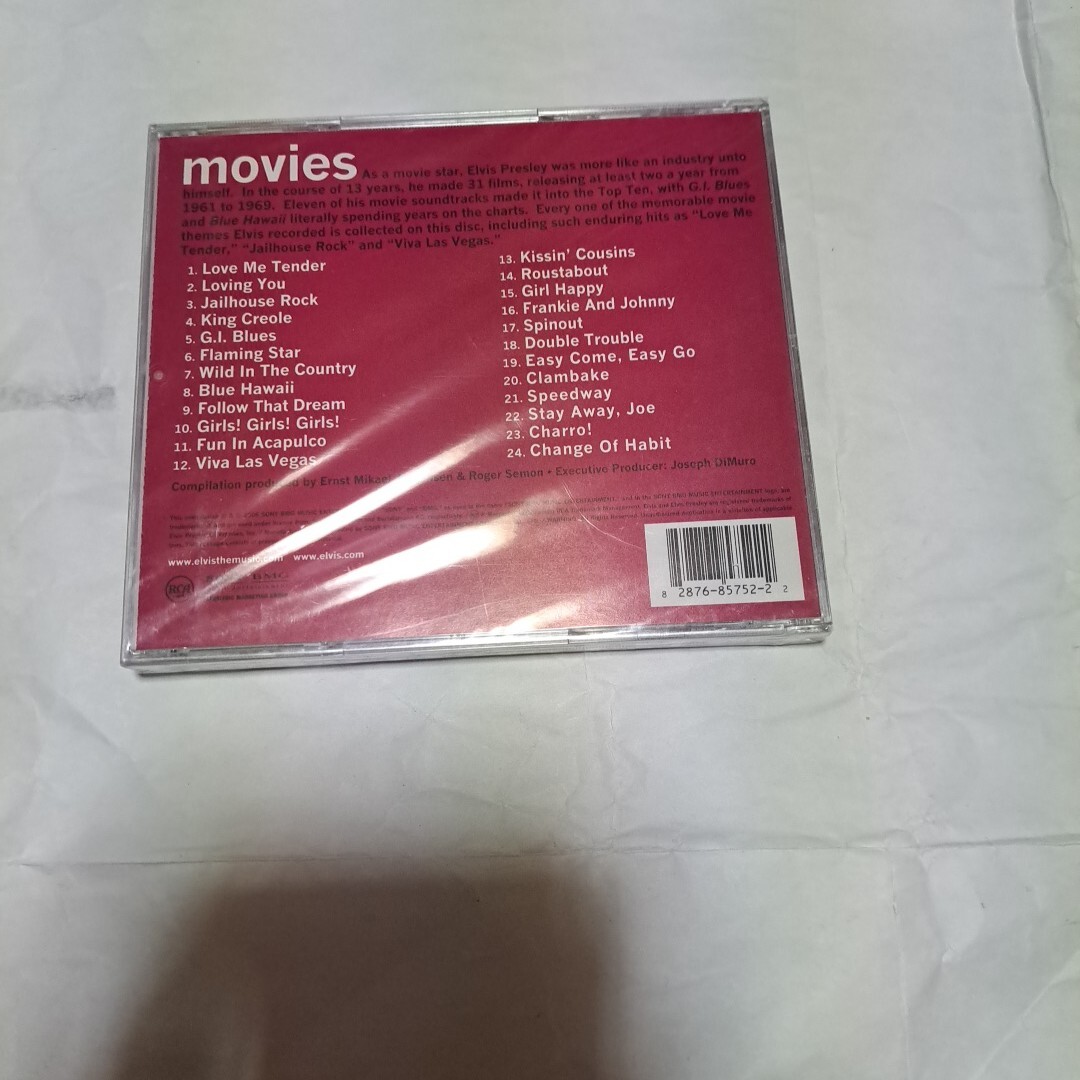 movies As a movie star, Elvis Presley was more like an industry unto
himself. In the course of 13 years, he made 31 films, releasing at least two a year from
1961 to 1969. Eleven of his movie soundtracks made it into the Top Ten, with G.I. Blues
and Blue Hawaii literally spending years on the charts. Every one of the memorable movie
themes Elvis recorded is collected on this disc, including such enduring hits as “Love Me
Tender,” “Jailhouse Rock” and “Viva Las Vegas.”
1. Love Me Tender
2. Loving You
3. Jailhouse Rock
4. King Creole
5. G.I. Blues
6. Flaming Star
7. Wild In The Country
8. Blue Hawaii
9. Follow That Dream
10. Girls! Girls! Girls!
11. Fun In Acapulco
12. Viva Las Vegas
13. Kissin’ Cousins
14. Roustabout
15. Girl Happy
16. Frankie And Johnny
17. Spinout
18. Double Trouble
19. Easy Come, Easy Go
20. Clambake
21. Speedway
22. Stay Away, Joe
23. Charro!
24. Change Of Habit
Compilation produced by Ernst & Roger Semon • Executive Producer: Joseph DiMuro
www.elvisthemusic.com www.elvis.com
RCA
8 2876-85752-2 2